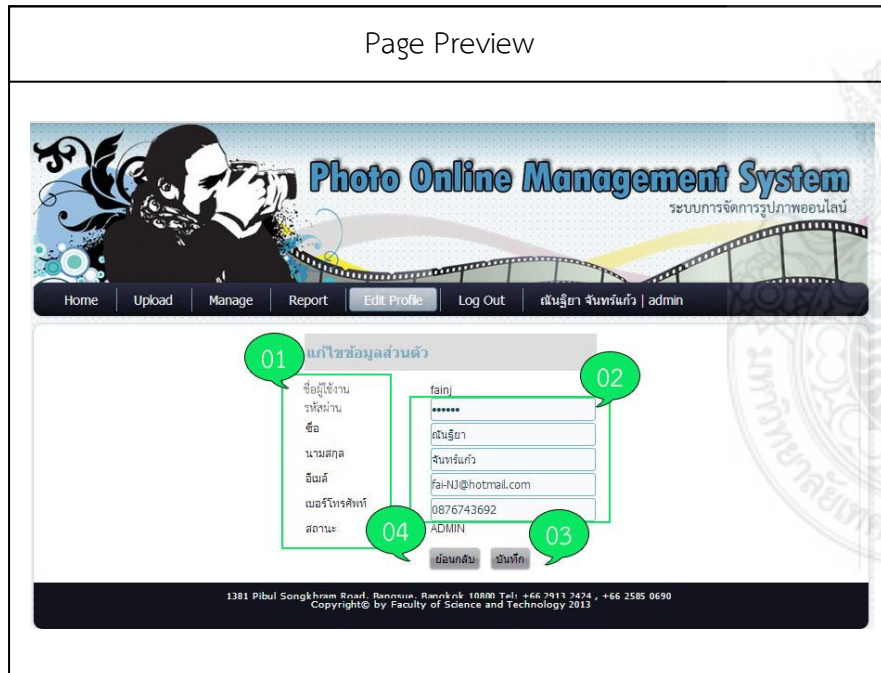 Page Preview
Photo Online Management System
ระบบการจัดการรูปภาพออนไลน์
Home Upload Manage Report Edit Profile Log Out ณันฐิยา จันทร์แก้ว | admin
แก้ไขข้อมูลส่วนตัว
01
02
ชื่อผู้ใช้งาน fainj
รหัสผ่าน ••••••
ชื่อ ณันฐิยา
นามสกุล จันทร์แก้ว
อีเมล์ fai-NJ@hotmail.com
เบอร์โทรศัพท์ 0876743692
สถานะ ADMIN
04
03
ย้อนกลับ บันทึก
1381 Pibul Songkhram Road, Bangsue, Bangkok 10800 Tel: +66 2913 2424 , +66 2585 0690
Copyright© by Faculty of Science and Technology 2013